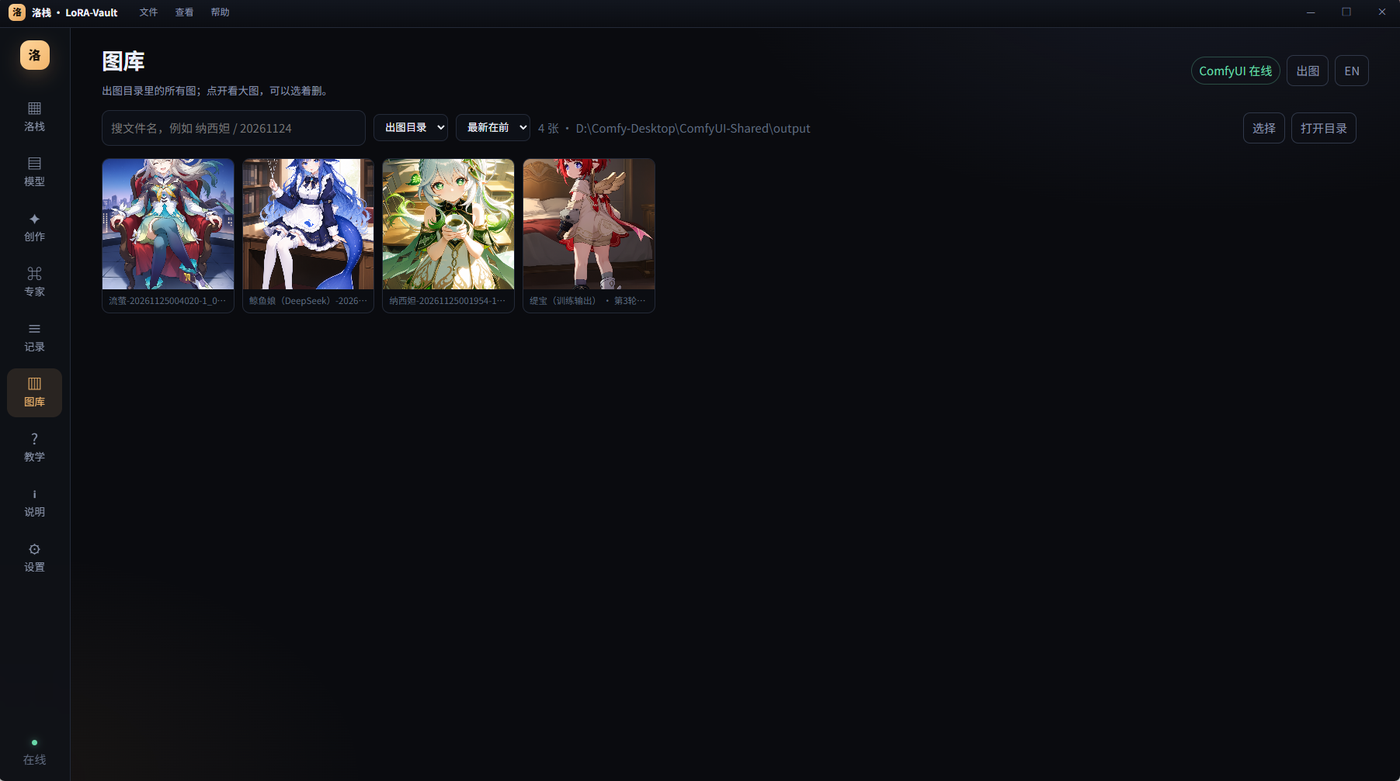 洛 洛栈 · LoRA-Vault 文件 查看 帮助
洛
洛栈
模型
创作
专家
记录
图库
教学
说明
设置
在线
图库
出图目录里的所有图；点开看大图，可以选着删。
ComfyUI 在线 出图 EN
搜文件名，例如 纳西妲 / 20261124 出图目录 最新在前 4 张 · D:\Comfy-Desktop\ComfyUI-Shared\output 选择 打开目录
流萤-20261125004020-1_0…
鲸鱼娘（DeepSeek）-2026…
纳西妲-20261125001954-1…
缇宝（训练输出） · 第3轮…